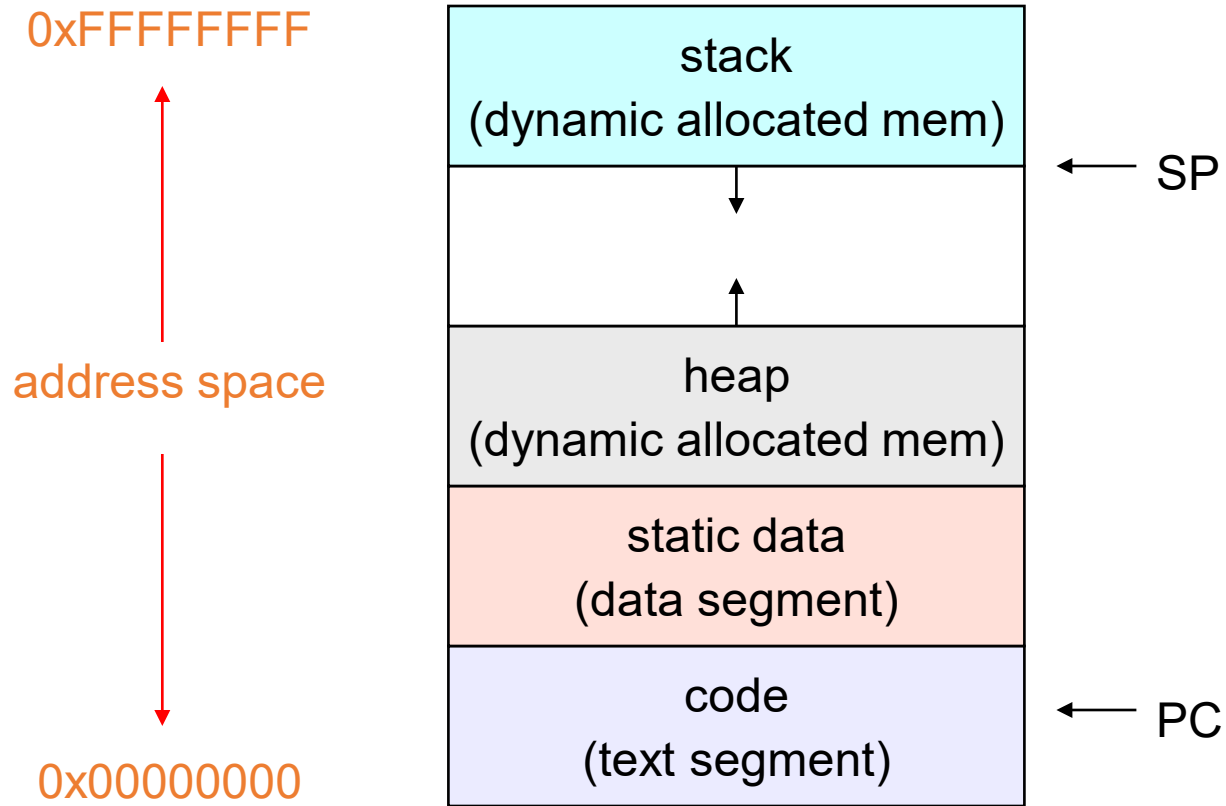 0xFFFFFFFF
stack
(dynamic allocated mem)
SP
address space
heap
(dynamic allocated mem)
static data
(data segment)
code
PC
(text segment)
0x00000000